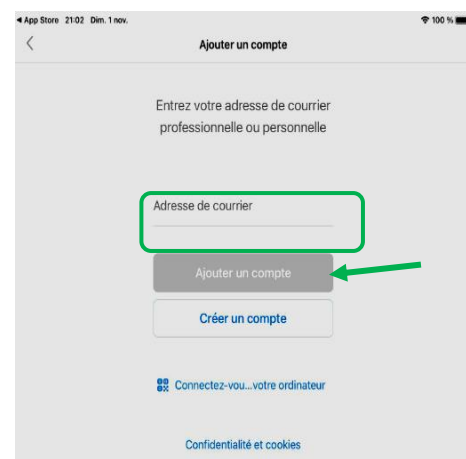 App Store 21:02 Dim. 1 nov. 100 %
Ajouter un compte
Entrez votre adresse de courrier
professionnelle ou personnelle
Adresse de courrier
Ajouter un compte
Créer un compte
Connectez-vou...votre ordinateur
Confidentialité et cookies